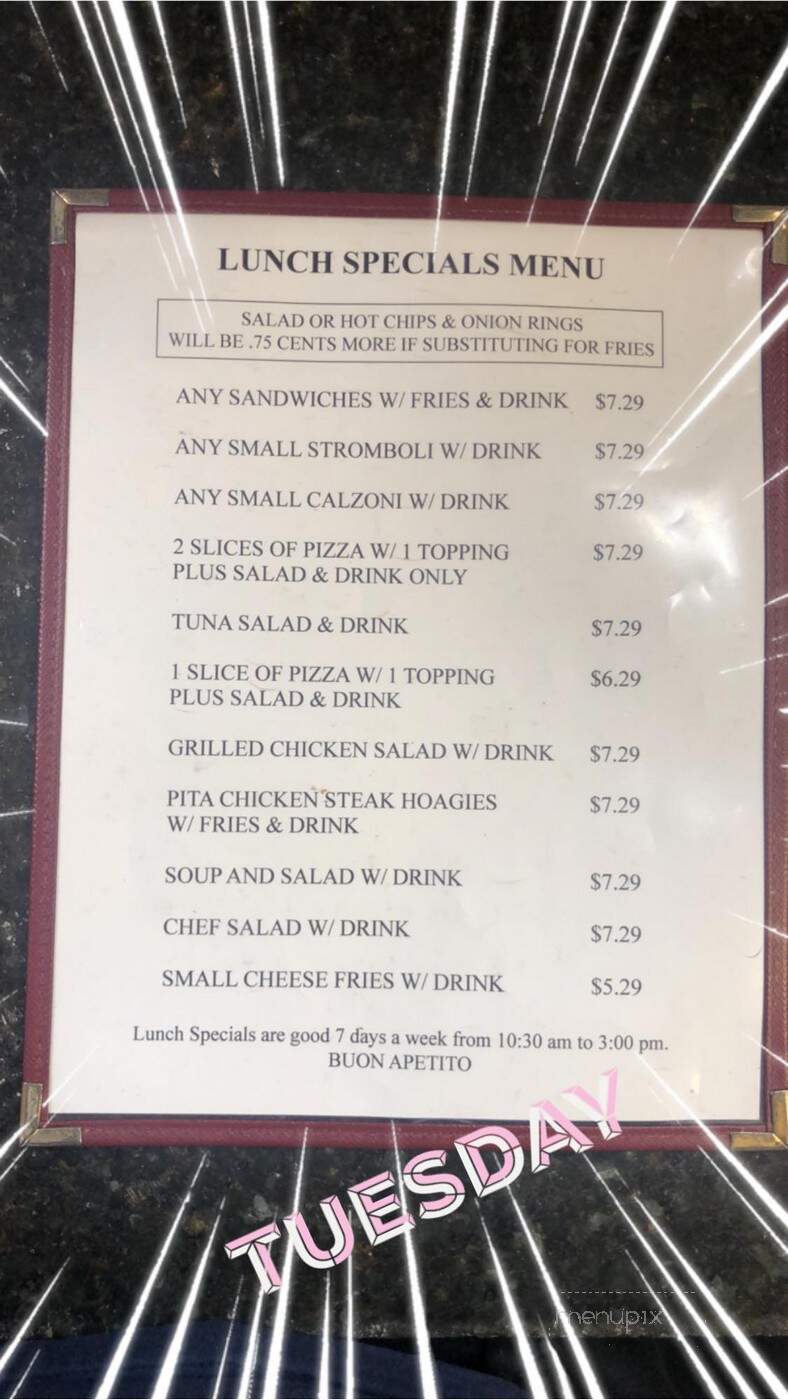 LUNCH SPECIALS MENU
SALAD OR HOT CHIPS & ONION RINGS
WILL BE .75 CENTS MORE IF SUBSTITUTING FOR FRIES
ANY SANDWICHES W/ FRIES & DRINK $7.29
ANY SMALL STROMBOLI W/ DRINK $7.29
ANY SMALL CALZONI W/ DRINK $7.29
2 SLICES OF PIZZA W/ 1 TOPPING $7.29
PLUS SALAD & DRINK ONLY
TUNA SALAD & DRINK $7.29
1 SLICE OF PIZZA W/ 1 TOPPING $6.29
PLUS SALAD & DRINK
GRILLED CHICKEN SALAD W/ DRINK $7.29
PITA CHICKEN STEAK HOAGIES $7.29
W/ FRIES & DRINK
SOUP AND SALAD W/ DRINK $7.29
CHEF SALAD W/ DRINK $7.29
SMALL CHEESE FRIES W/ DRINK $5.29
Lunch Specials are good 7 days a week from 10:30 am to 3:00 pm.
BUON APETITO
TUESDAY
menupix